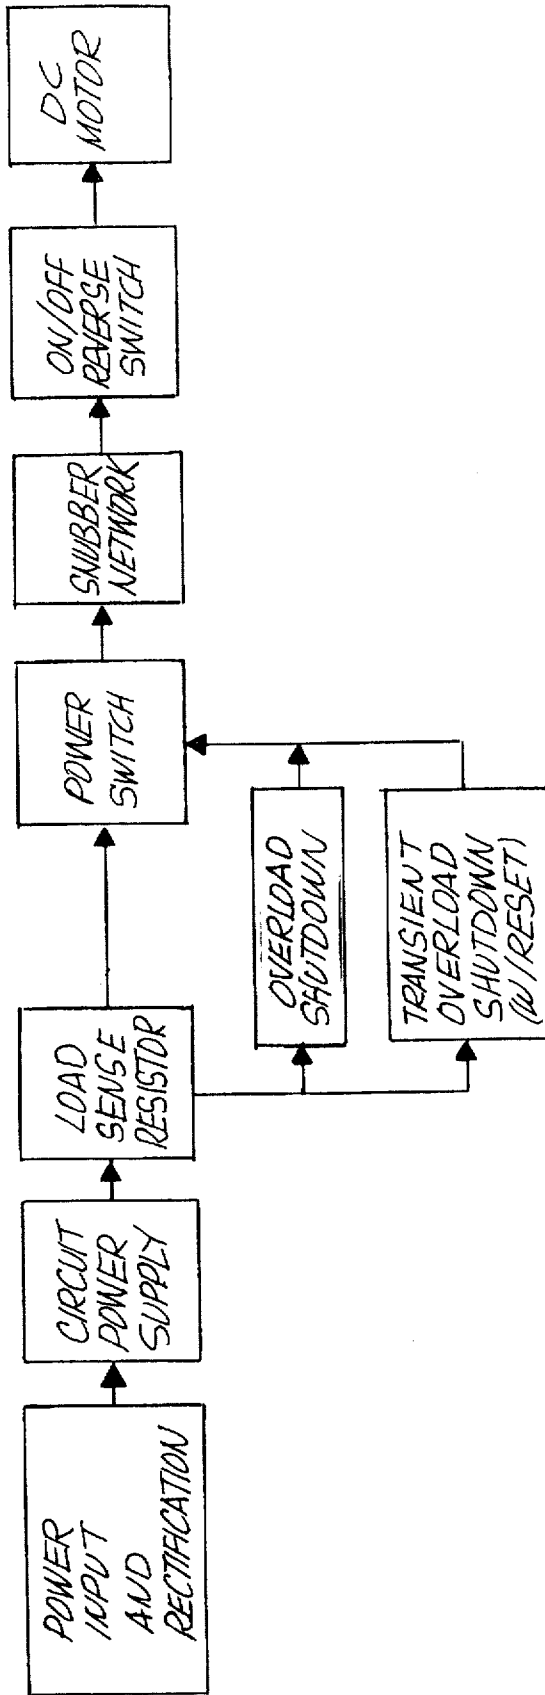 POWER
INPUT
AND
RECTIFICATION
CIRCUIT
POWER
SUPPLY
LOAD
SENSE
RESISTOR
OVERLOAD
SHUTDOWN
TRANSIENT
OVERLOAD
SHUTDOWN
(W/RESET)
POWER
SWITCH
SNUBBER
NETWORK
ON/OFF
REVERSE
SWITCH
DC
MOTOR